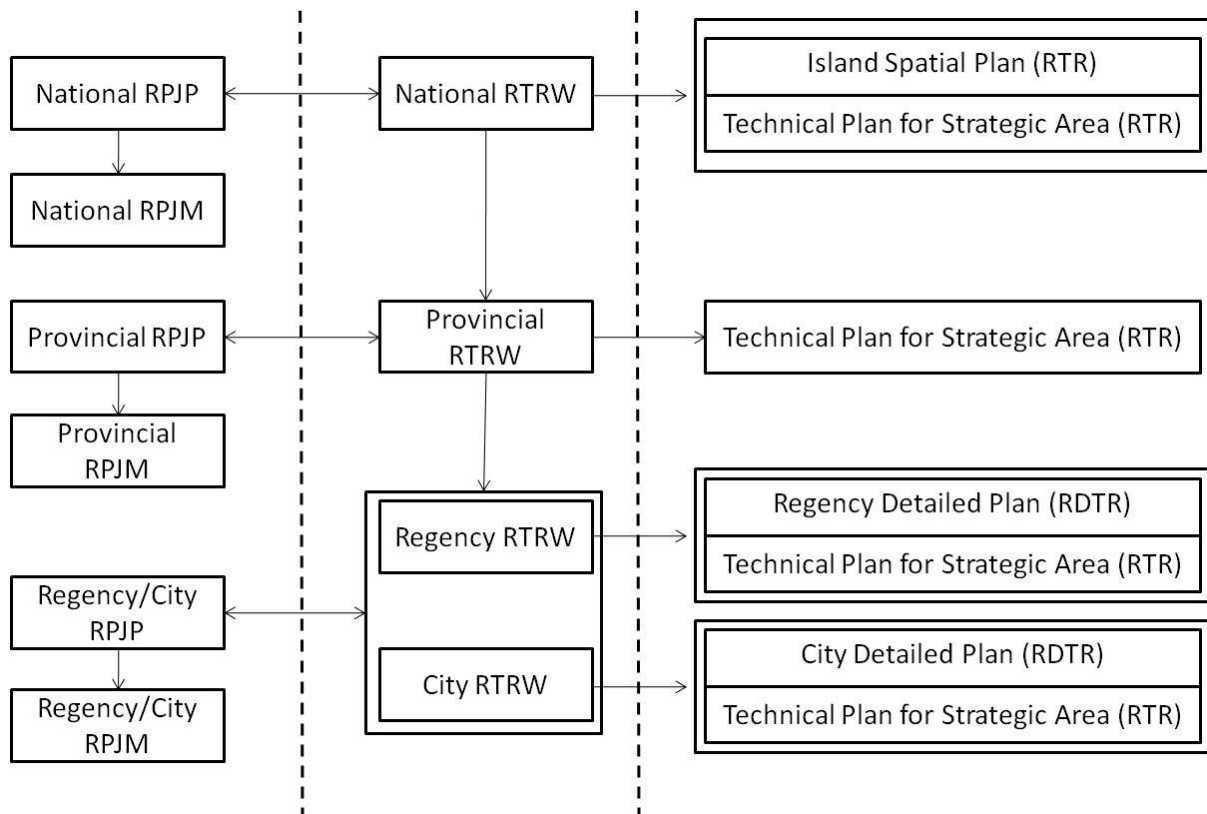 National RPJP
National RTRW
Island Spatial Plan (RTR)
Technical Plan for Strategic Area (RTR)
National RPJM
Provincial RPJP
Provincial
RTRW
Technical Plan for Strategic Area (RTR)
Provincial
RPJM
Regency RTRW
Regency Detailed Plan (RDTR)
Technical Plan for Strategic Area (RTR)
Regency/City
RPJP
City RTRW
City Detailed Plan (RDTR)
Technical Plan for Strategic Area (RTR)
Regency/City
RPJM